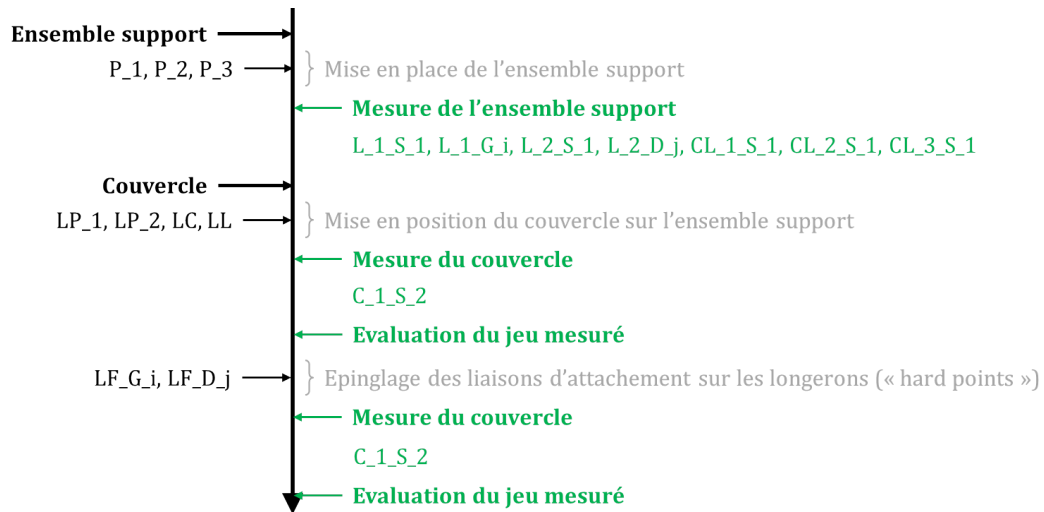 Ensemble support
P_1, P_2, P_3 } Mise en place de l’ensemble support
Mesure de l’ensemble support
L_1_S_1, L_1_G_i, L_2_S_1, L_2_D_j, CL_1_S_1, CL_2_S_1, CL_3_S_1
Couvercle
LP_1, LP_2, LC, LL } Mise en position du couvercle sur l’ensemble support
Mesure du couvercle
C_1_S_2
Evaluation du jeu mesuré
LF_G_i, LF_D_j } Epinglage des liaisons d’attachement sur les longerons (« hard points »)
Mesure du couvercle
C_1_S_2
Evaluation du jeu mesuré